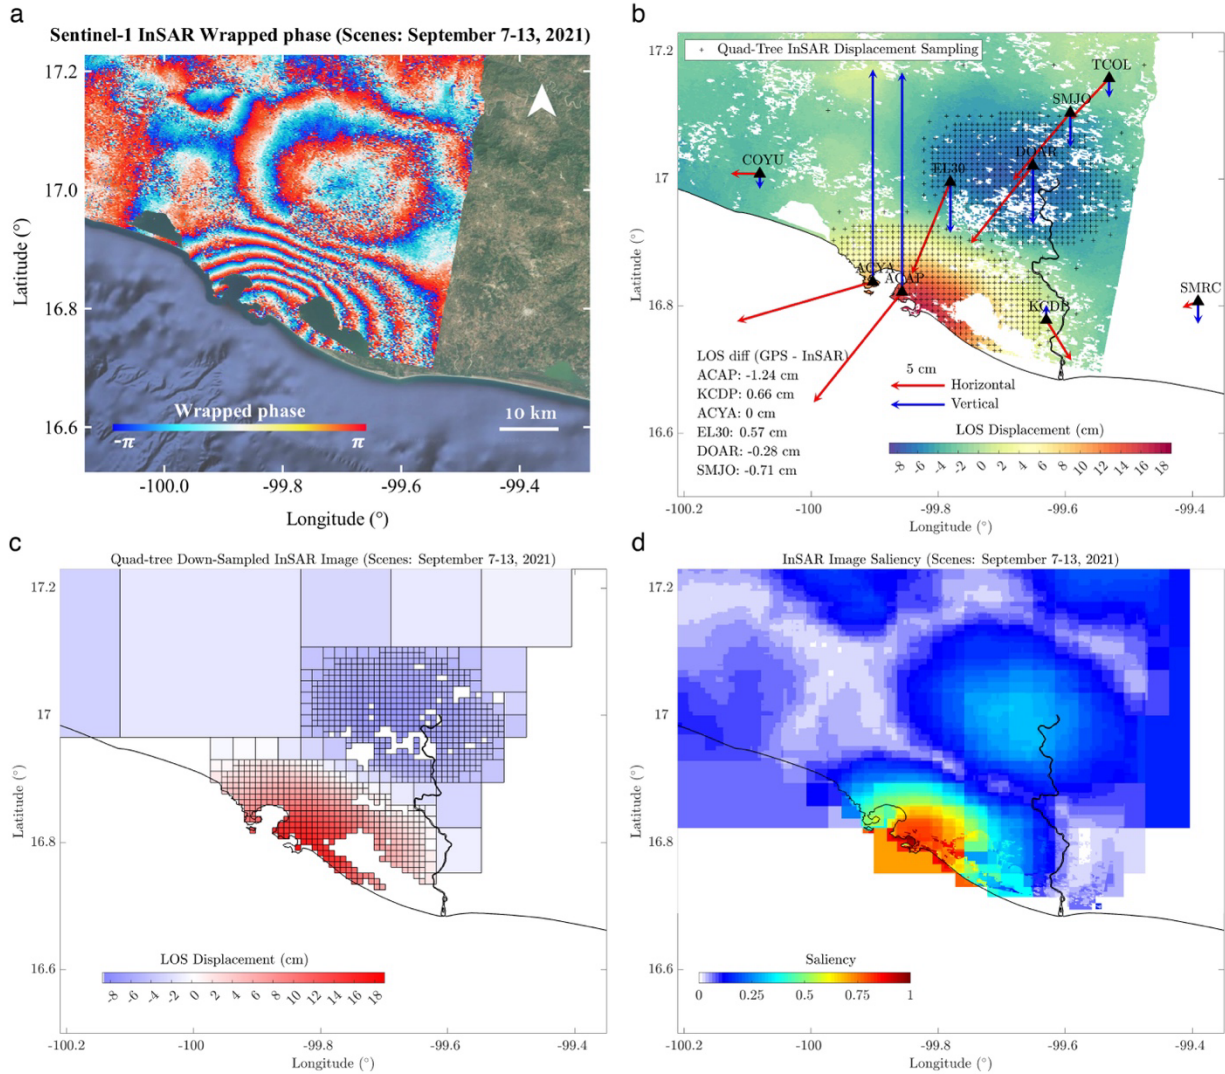 a
Sentinel-1 InSAR Wrapped phase (Scenes: September 7-13, 2021)
17.2
17.0
16.8
16.6
Latitude (°)
Wrapped phase
-π
π
10 km
-100.0
-99.8
-99.6
-99.4
Longitude (°)
b
+ Quad-Tree InSAR Displacement Sampling
17.2
17
16.8
16.6
Latitude (°)
TCOL
SMJO
DOAR
COYU
EL30
ACYA
ACAP
KCDP
SMRC
LOS diff (GPS - InSAR)
ACAP: -1.24 cm
KCDP: 0.66 cm
ACYA: 0 cm
EL30: 0.57 cm
DOAR: -0.28 cm
SMJO: -0.71 cm
5 cm
Horizontal
Vertical
LOS Displacement (cm)
-8 -6 -4 -2 0 2 4 6 8 10 12 14 16 18
-100.2
-100
-99.8
-99.6
-99.4
Longitude (°)
c
Quad-tree Down-Sampled InSAR Image (Scenes: September 7-13, 2021)
17.2
17
16.8
16.6
Latitude (°)
LOS Displacement (cm)
-8 -6 -4 -2 0 2 4 6 8 10 12 14 16 18
-100.2
-100
-99.8
-99.6
-99.4
Longitude (°)
d
InSAR Image Saliency (Scenes: September 7-13, 2021)
17.2
17
16.8
16.6
Latitude (°)
Saliency
0 0.25 0.5 0.75 1
-100.2
-100
-99.8
-99.6
-99.4
Longitude (°)